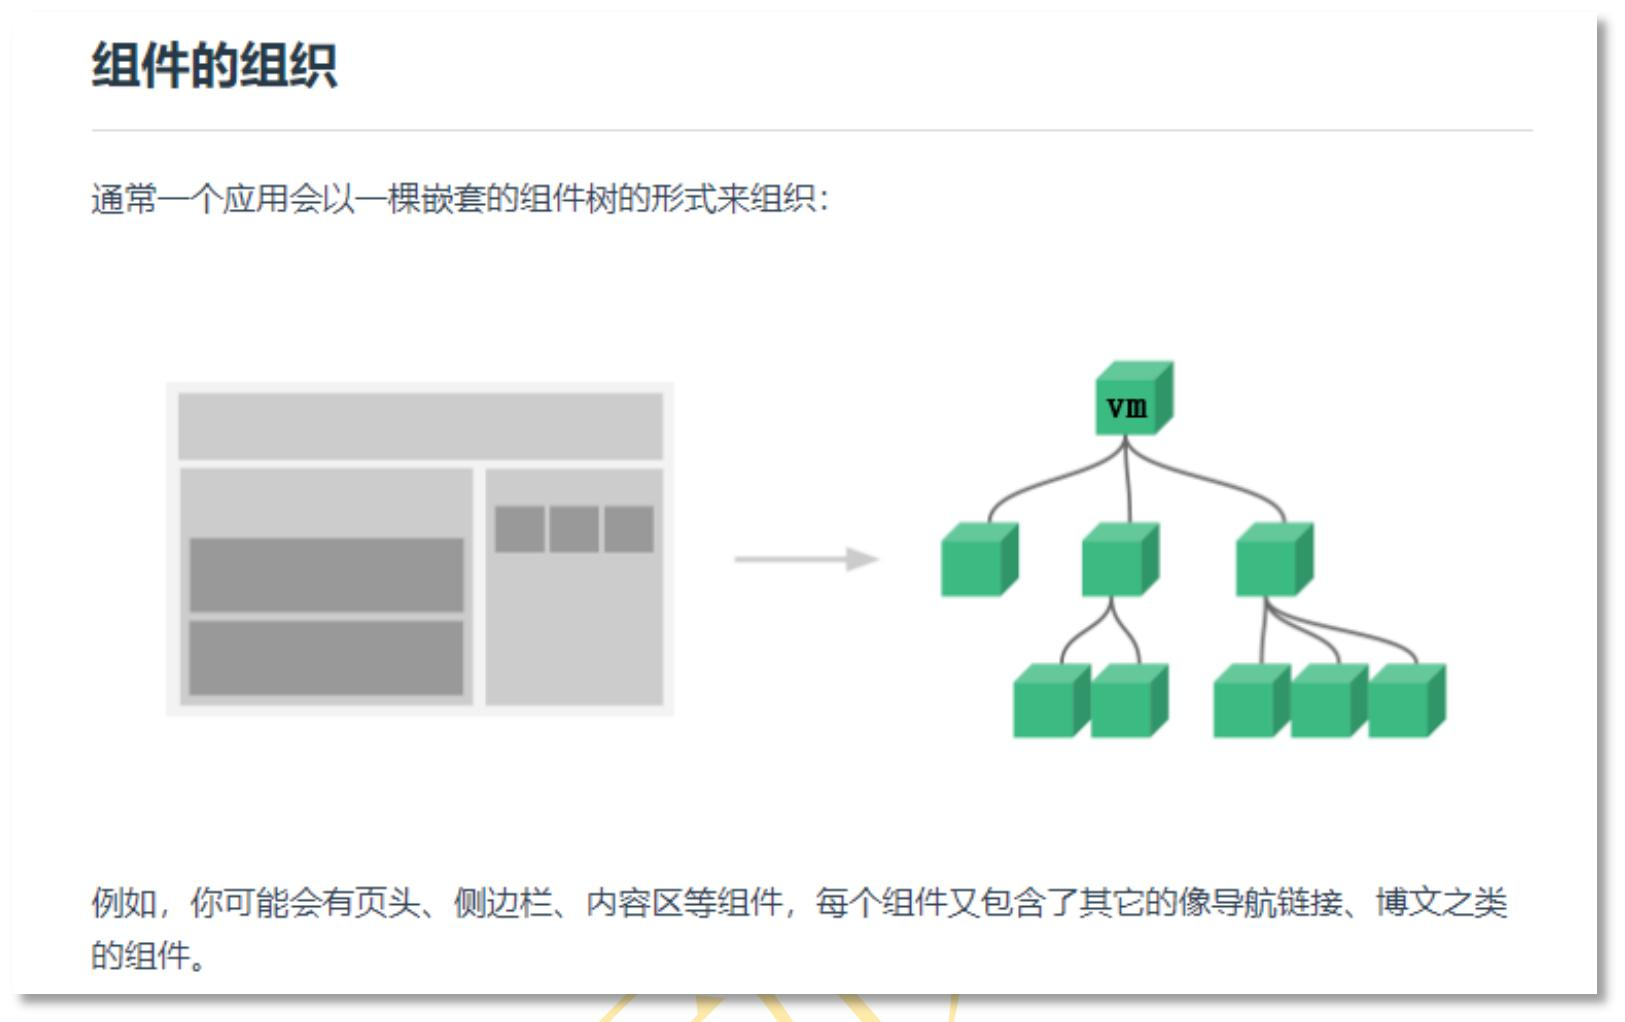 组件的组织
通常一个应用会以一棵嵌套的组件树的形式来组织：
vm
例如，你可能会有页头、侧边栏、内容区等组件，每个组件又包含了其它的像导航链接、博文之类
的组件。